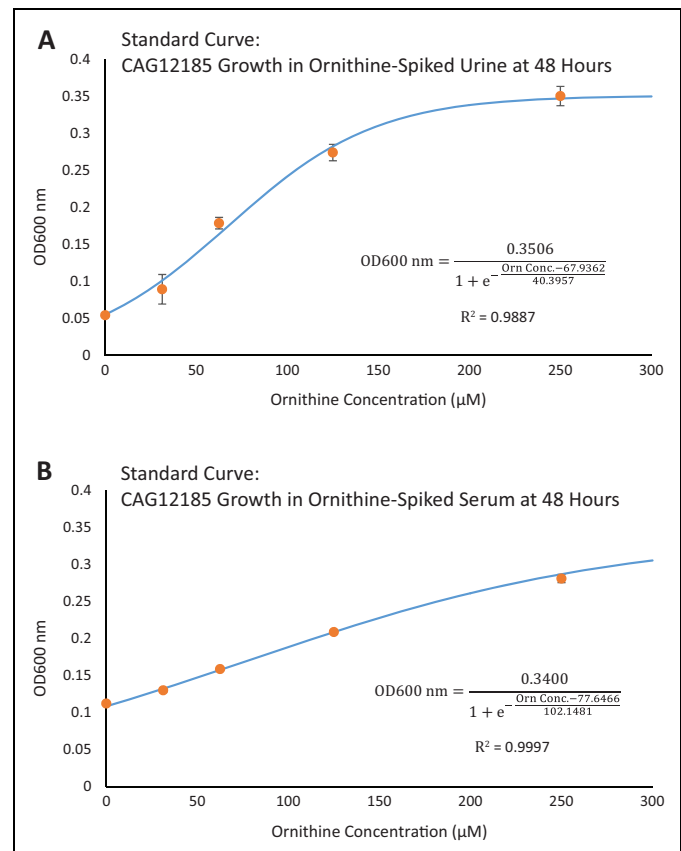 A
Standard Curve:
CAG12185 Growth in Ornithine-Spiked Urine at 48 Hours
0.4
0.35
0.3
0.25
0.2
0.15
0.1
0.05
0
OD600 nm
OD600 nm = 0.3506 / 1 + e^−(Orn Conc.−67.9362 / 40.3957)
R² = 0.9887
0 50 100 150 200 250 300
Ornithine Concentration (μM)
B
Standard Curve:
CAG12185 Growth in Ornithine-Spiked Serum at 48 Hours
0.4
0.35
0.3
0.25
0.2
0.15
0.1
0.05
0
OD600 nm
OD600 nm = 0.3400 / 1 + e^−(Orn Conc.−77.6466 / 102.1481)
R² = 0.9997
0 50 100 150 200 250 300
Ornithine Concentration (μM)